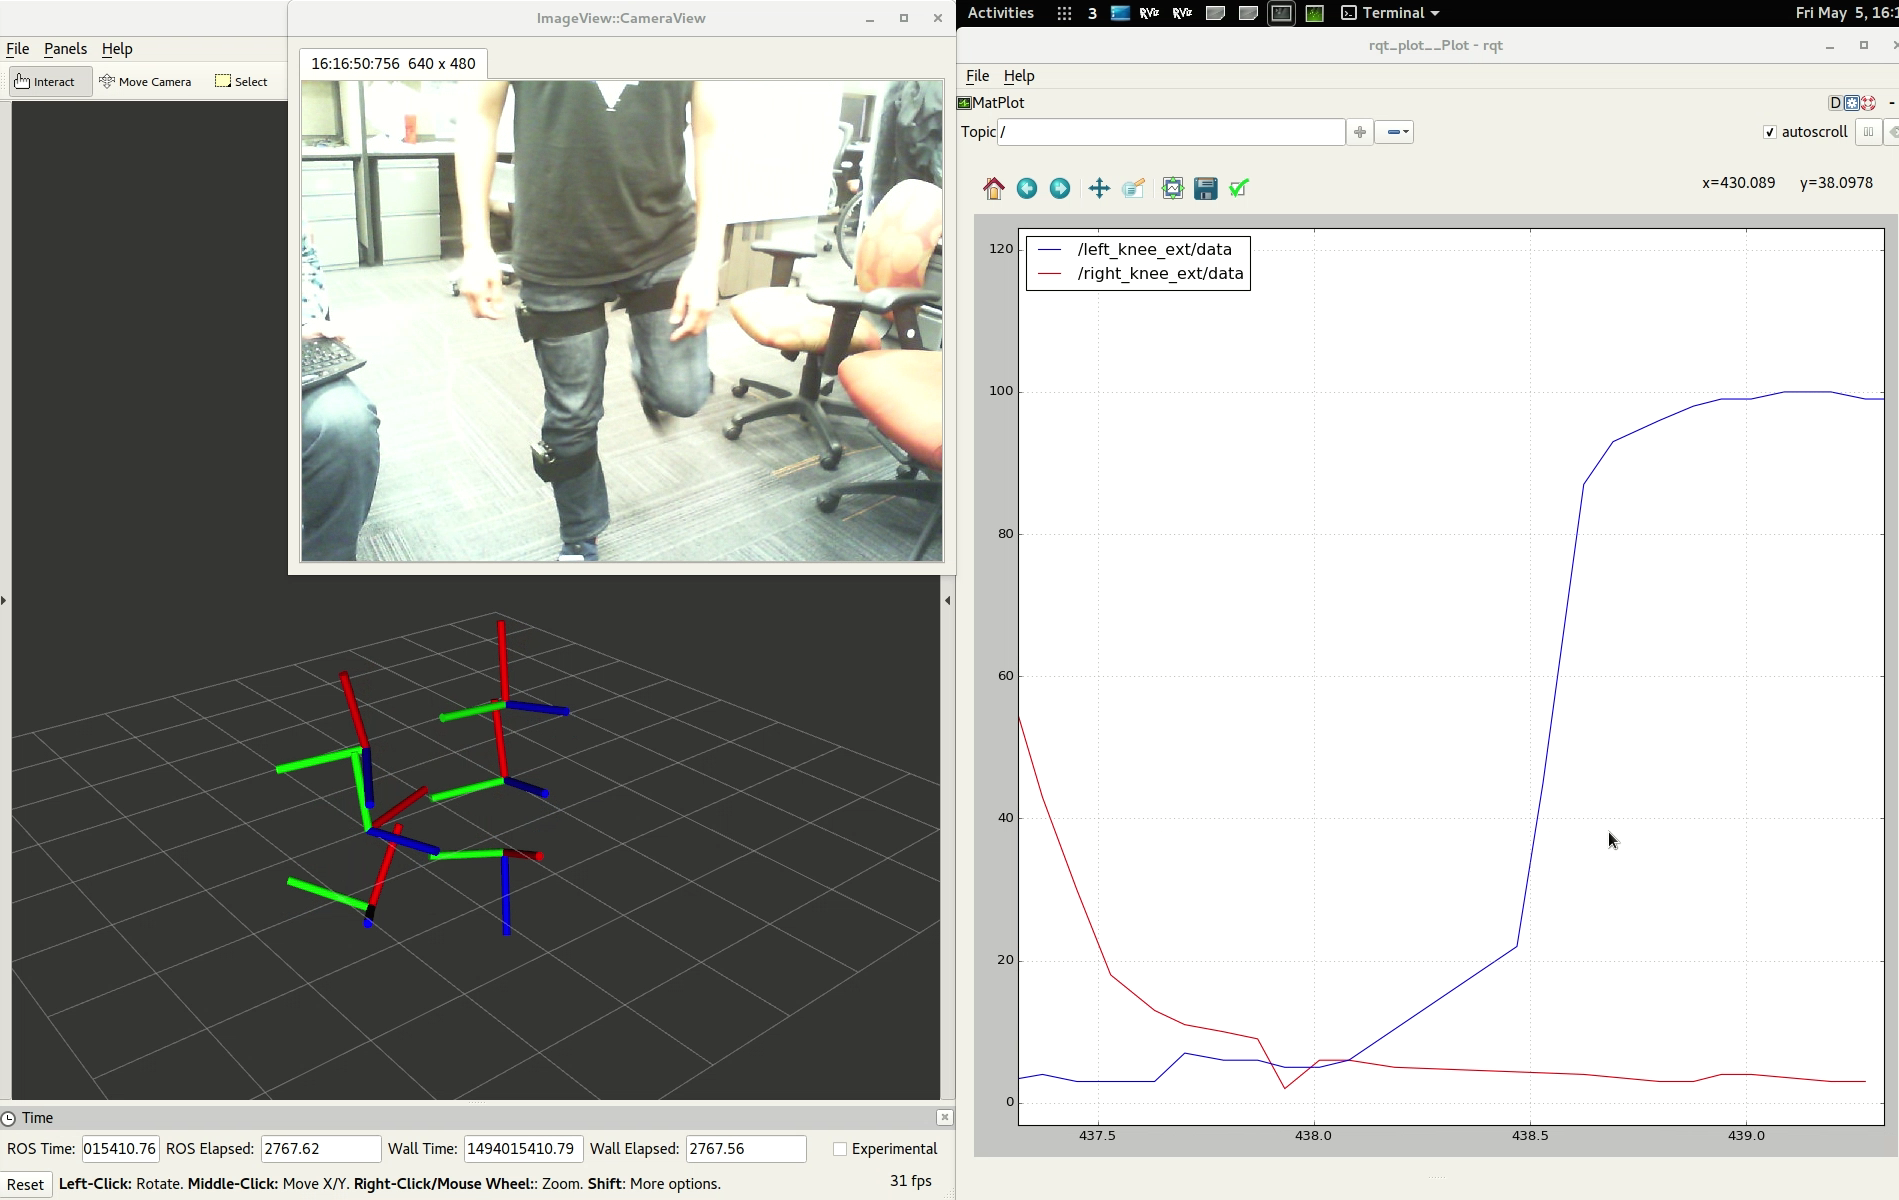 ImageView::CameraView
Activities 3 RViz RViz Terminal Fri May 5, 16:1
rqt_plot__Plot - rqt
File Panels Help
Interact Move Camera Select
16:16:50:756 640 x 480
File Help
MatPlot D -
Topic / autoscroll
x=430.089 y=38.0978
/left_knee_ext/data
/right_knee_ext/data
120
100
80
60
40
20
0
437.5 438.0 438.5 439.0
Time
ROS Time: 015410.76 ROS Elapsed: 2767.62 Wall Time: 1494015410.79 Wall Elapsed: 2767.56 Experimental
Reset Left-Click: Rotate. Middle-Click: Move X/Y. Right-Click/Mouse Wheel:: Zoom. Shift: More options. 31 fps